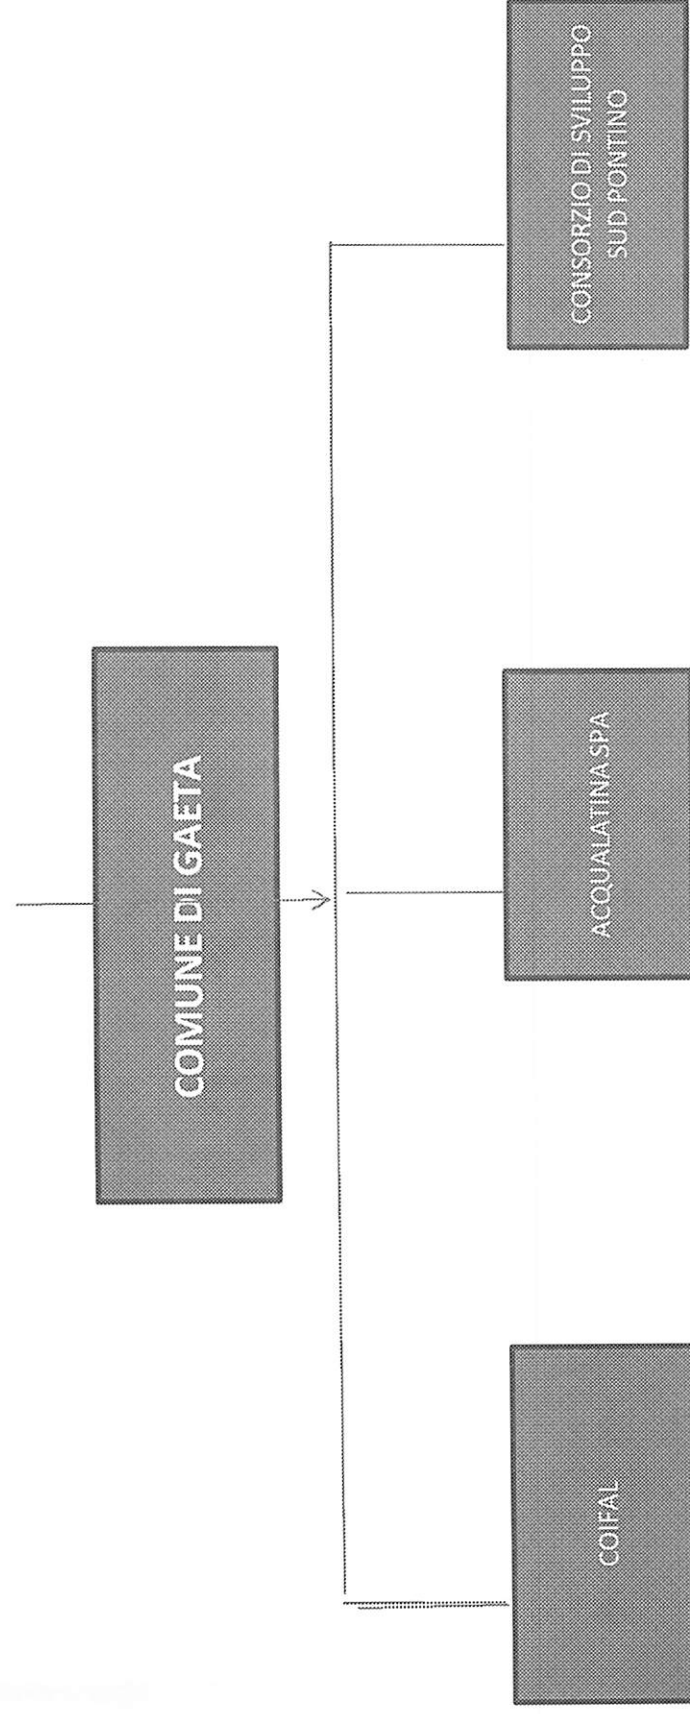 COMUNE DI GAETA
COIFAL
ACQUALATINA SPA
CONSORZIO DI SVILUPPO
SUD PONTINO